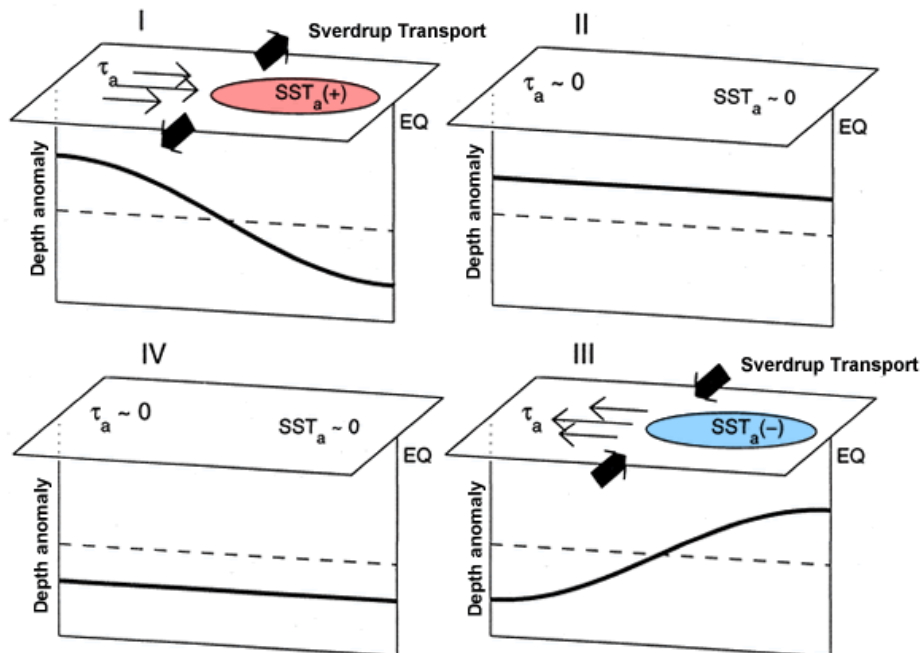 I
Sverdrup Transport
τa
SSTa(+)
EQ
Depth anomaly
II
τa ~ 0
SSTa ~ 0
EQ
Depth anomaly
IV
τa ~ 0
SSTa ~ 0
EQ
Depth anomaly
III
Sverdrup Transport
τa
SSTa(−)
EQ
Depth anomaly